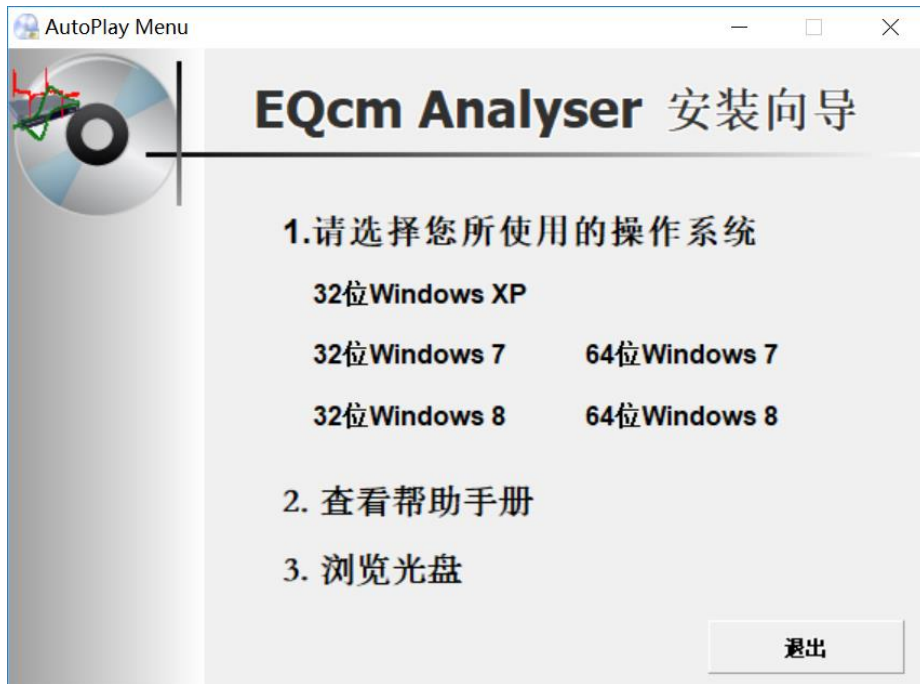 AutoPlay Menu
EQcm Analyser 安装向导
1.请选择您所使用的操作系统
32位Windows XP
32位Windows 7 64位Windows 7
32位Windows 8 64位Windows 8
2. 查看帮助手册
3. 浏览光盘
退出